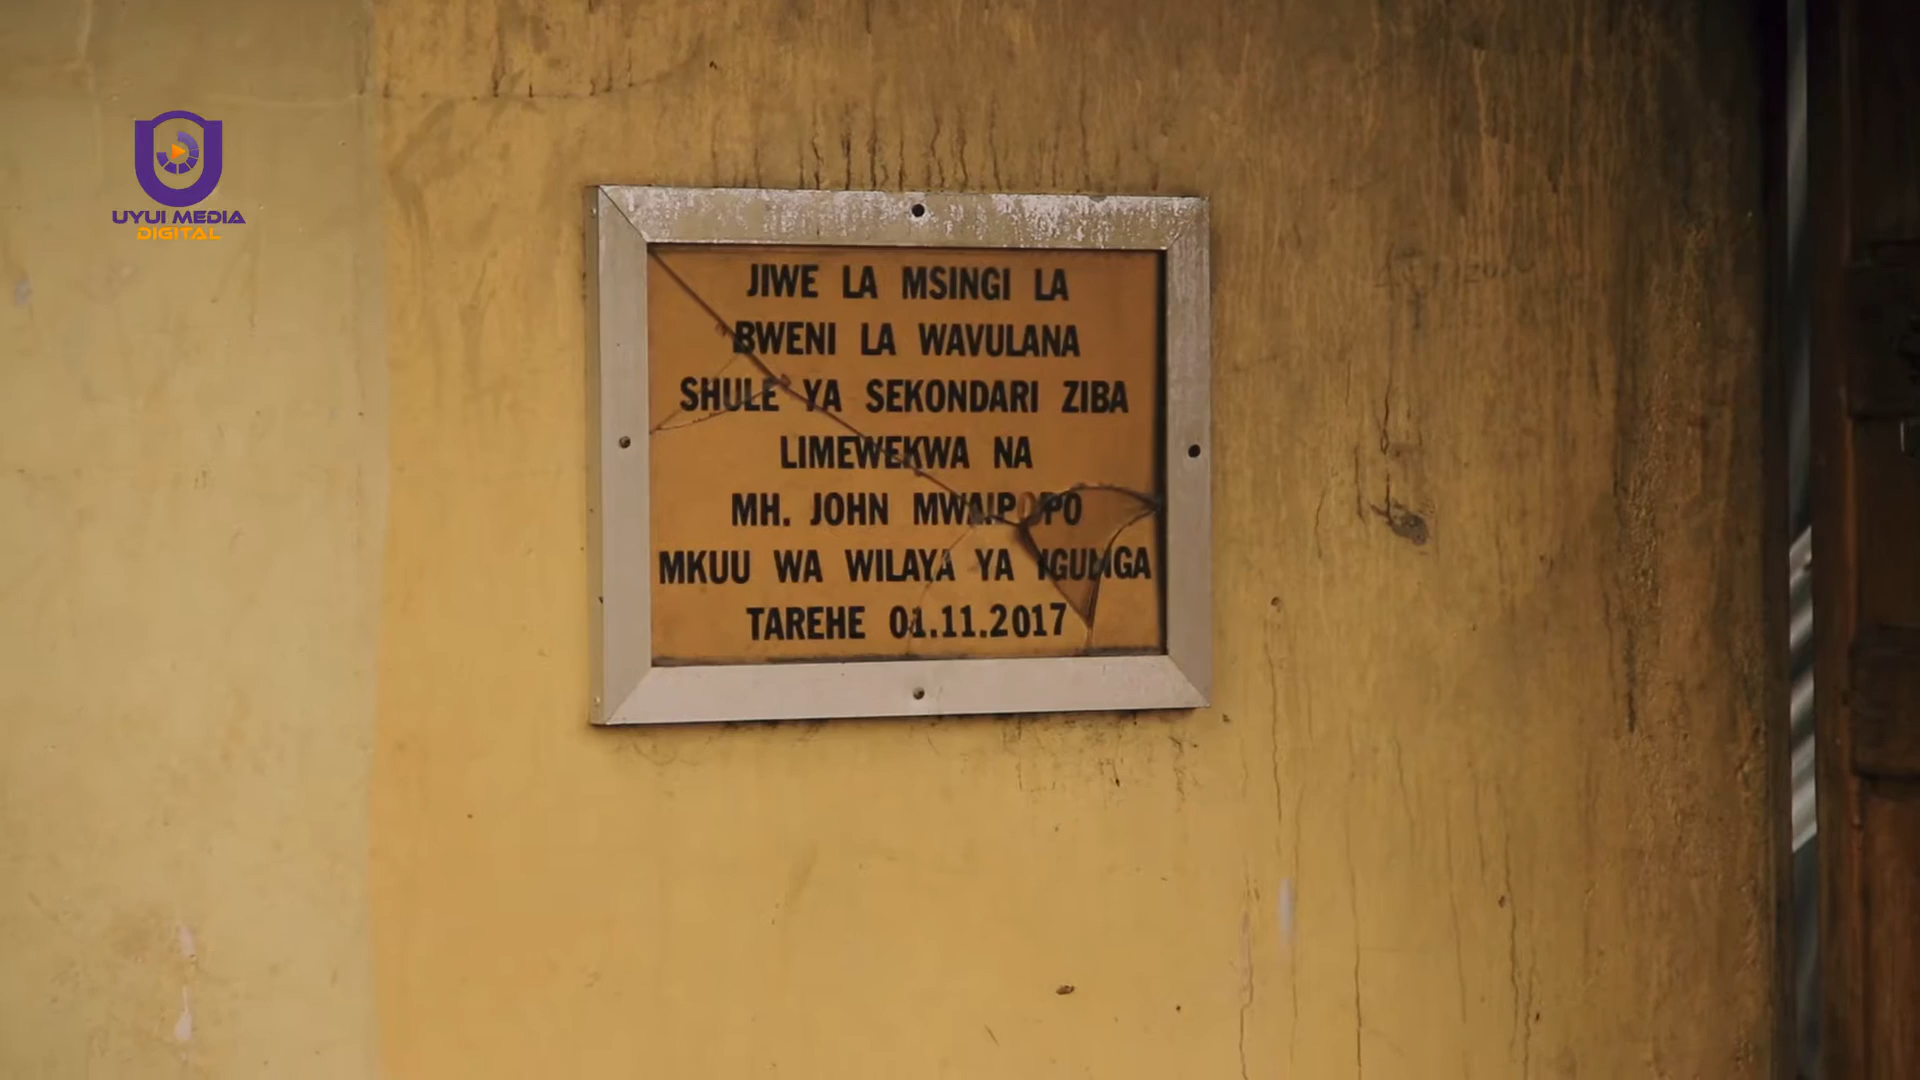 UYUI MEDIA
DIGITAL
JIWE LA MSINGI LA
BWENI LA WAVULANA
SHULE YA SEKONDARI ZIBA
LIMEWEKWA NA
MH. JOHN MWAIPOPO
MKUU WA WILAYA YA IGUNGA
TAREHE 01.11.2017